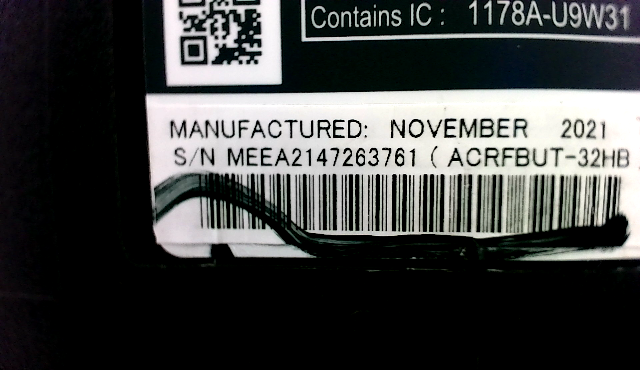 Contains IC : 1178A-U9W31
MANUFACTURED: NOVEMBER 2021
S/N MEEA2147263761 ( ACRFBUT-32HB